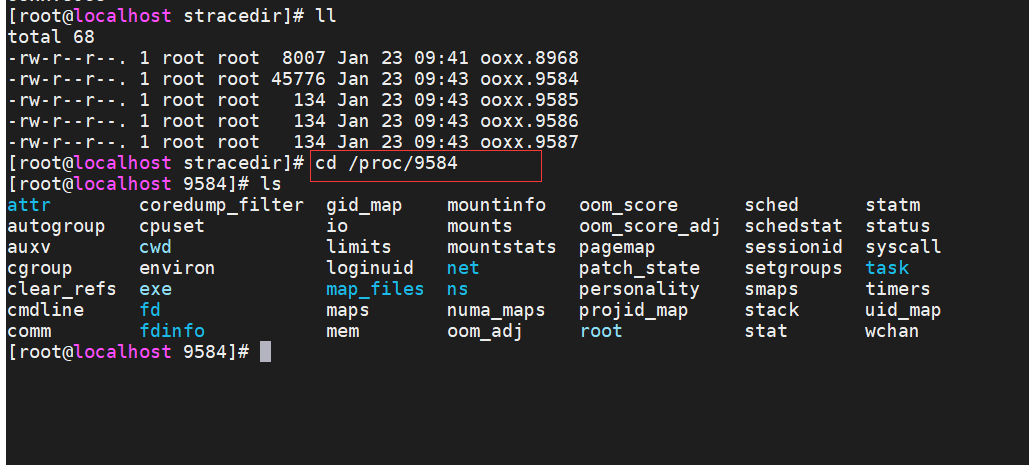 [root@localhost stracedir]# ll
total 68
-rw-r--r--. 1 root root  8007 Jan 23 09:41 ooxx.8968
-rw-r--r--. 1 root root 45776 Jan 23 09:43 ooxx.9584
-rw-r--r--. 1 root root   134 Jan 23 09:43 ooxx.9585
-rw-r--r--. 1 root root   134 Jan 23 09:43 ooxx.9586
-rw-r--r--. 1 root root   134 Jan 23 09:43 ooxx.9587
[root@localhost stracedir]# cd /proc/9584
[root@localhost 9584]# ls
attr        coredump_filter  gid_map    mountinfo   oom_score      sched      statm
autogroup   cpuset           io         mounts      oom_score_adj  schedstat  status
auxv        cwd              limits     mountstats  pagemap        sessionid  syscall
cgroup      environ          loginuid   net         patch_state    setgroups  task
clear_refs  exe              map_files  ns          personality    smaps      timers
cmdline     fd               maps       numa_maps   projid_map     stack      uid_map
comm        fdinfo           mem        oom_adj     root           stat       wchan
[root@localhost 9584]#